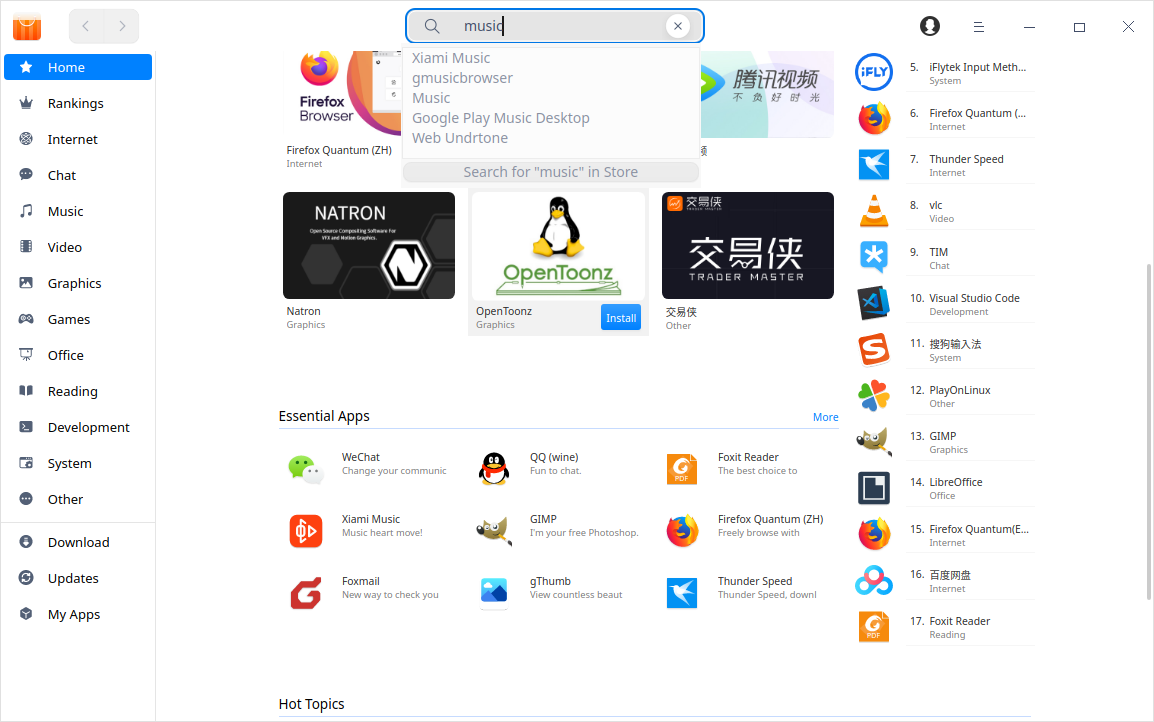 music
Home
Rankings
Internet
Chat
Music
Video
Graphics
Games
Office
Reading
Development
System
Other
Download
Updates
My Apps
Xiami Music
gmusicbrowser
Music
Google Play Music Desktop
Web Undrtone
Search for "music" in Store
Firefox
Browser
Firefox Quantum (ZH)
Internet
腾讯视频
不负好时光
频
NATRON
Open Source Compositing Software For
VFX and Motion Graphics.
Natron
Graphics
OpenToonz
OpenToonz
Graphics
Install
交易侠
TRADER MASTER
交易侠
TRADER MASTER
交易侠
Other
Essential Apps
More
WeChat
Change your communic
QQ (wine)
Fun to chat.
PDF
Foxit Reader
The best choice to
Xiami Music
Music heart move!
GIMP
I'm your free Photoshop.
Firefox Quantum (ZH)
Freely browse with
Foxmail
New way to check you
gThumb
View countless beaut
Thunder Speed
Thunder Speed, downl
Hot Topics
iFLY
5. iFlytek Input Meth...
System
6. Firefox Quantum (...
Internet
7. Thunder Speed
Internet
8. vlc
Video
9. TIM
Chat
10. Visual Studio Code
Development
11. 搜狗输入法
System
12. PlayOnLinux
Other
13. GIMP
Graphics
14. LibreOffice
Office
15. Firefox Quantum(E...
Internet
16. 百度网盘
Internet
PDF
17. Foxit Reader
Reading